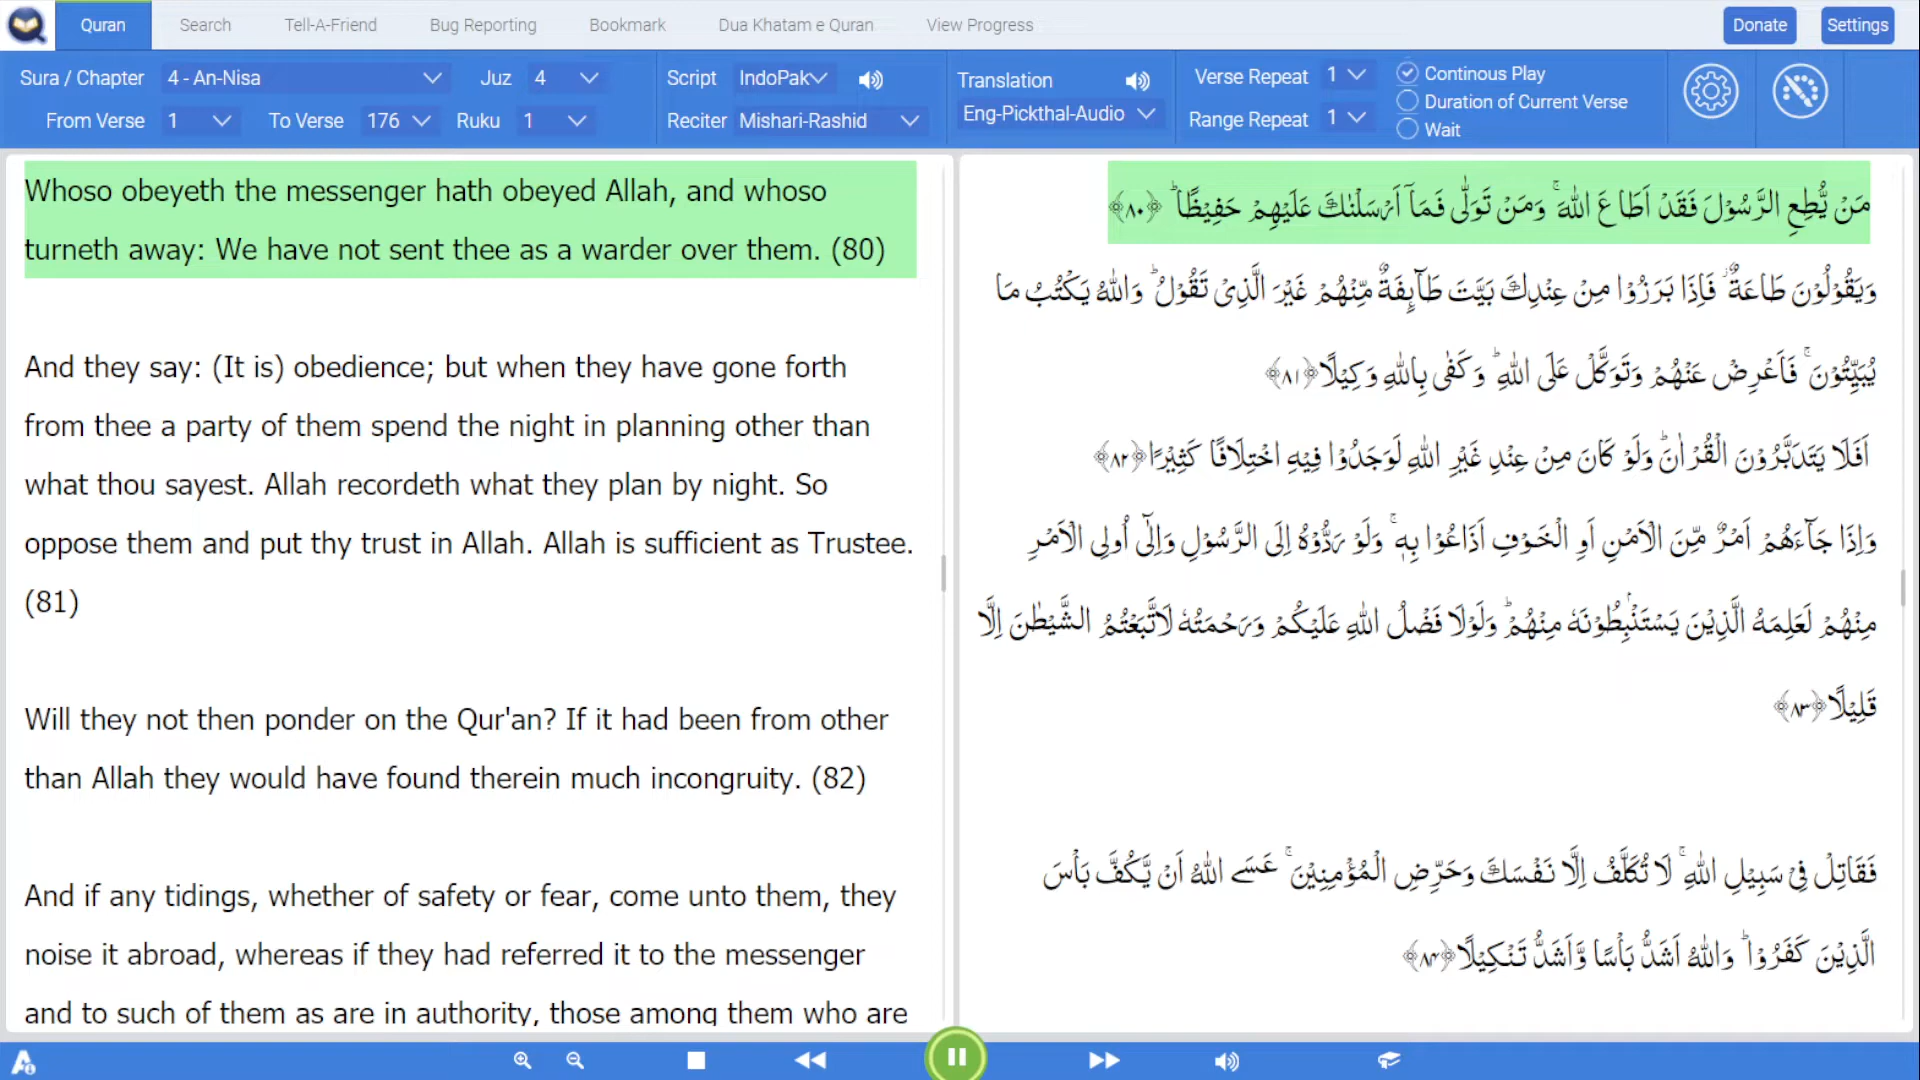 Quran Search Tell-A-Friend Bug Reporting Bookmark Dua Khatam e Quran View Progress Donate Settings
Sura / Chapter 4 - An-Nisa Juz 4
From Verse 1 To Verse 176 Ruku 1
Script IndoPak
Reciter Mishari-Rashid
Translation
Eng-Pickthal-Audio
Verse Repeat 1
Range Repeat 1
Continous Play
Duration of Current Verse
Wait
Whoso obeyeth the messenger hath obeyed Allah, and whoso
turneth away: We have not sent thee as a warder over them. (80)
And they say: (It is) obedience; but when they have gone forth
from thee a party of them spend the night in planning other than
what thou sayest. Allah recordeth what they plan by night. So
oppose them and put thy trust in Allah. Allah is sufficient as Trustee.
(81)
Will they not then ponder on the Qur'an? If it had been from other
than Allah they would have found therein much incongruity. (82)
And if any tidings, whether of safety or fear, come unto them, they
noise it abroad, whereas if they had referred it to the messenger
and to such of them as are in authority, those among them who are
مَنْ يُّطِعِ الرَّسُوْلَ فَقَدْ اَطَاعَ اللّٰهَ ۚ وَمَنْ تَوَلّٰى فَمَاۤ اَرْسَلْنٰكَ عَلَيْهِمْ حَفِيْظًا ؕ﴿۸۰﴾
وَيَقُوْلُوْنَ طَاعَةٌ ۫ فَاِذَا بَرَزُوْا مِنْ عِنْدِكَ بَيَّتَ طَآٮِٕفَةٌ مِّنْهُمْ غَيْرَ الَّذِىْ تَقُوْلُ ؕ وَاللّٰهُ يَكْتُبُ مَا
يُبَيِّتُوْنَ ۚ فَاَعْرِضْ عَنْهُمْ وَتَوَكَّلْ عَلَى اللّٰهِ ؕ وَكَفٰى بِاللّٰهِ وَكِيْلًا﴿۸۱﴾
اَفَلَا يَتَدَبَّرُوْنَ الْقُرْاٰنَ ؕ وَلَوْ كَانَ مِنْ عِنْدِ غَيْرِ اللّٰهِ لَوَجَدُوْا فِيْهِ اخْتِلَافًا كَثِيْرًا﴿۸۲﴾
وَاِذَا جَآءَهُمْ اَمْرٌ مِّنَ الْاَمْنِ اَوِ الْخَوْفِ اَذَاعُوْا بِهٖ ۚ وَلَوْ رَدُّوْهُ اِلَى الرَّسُوْلِ وَاِلٰٓى اُولِى الْاَمْرِ
مِنْهُمْ لَعَلِمَهُ الَّذِيْنَ يَسْتَنْۢبِطُوْنَهٗ مِنْهُمْ ؕ وَلَوْلَا فَضْلُ اللّٰهِ عَلَيْكُمْ وَرَحْمَتُهٗ لَاتَّبَعْتُمُ الشَّيْطٰنَ اِلَّا
قَلِيْلًا﴿۸۳﴾
فَقَاتِلْ فِىْ سَبِيْلِ اللّٰهِ ۚ لَا تُكَلَّفُ اِلَّا نَفْسَكَ وَحَرِّضِ الْمُؤْمِنِيْنَ ۚ عَسَے اللّٰهُ اَنْ يَّكُفَّ بَاْسَ
الَّذِيْنَ كَفَرُوْا ؕ وَاللّٰهُ اَشَدُّ بَاْسًا وَّاَشَدُّ تَنْكِيْلًا﴿۸۴﴾